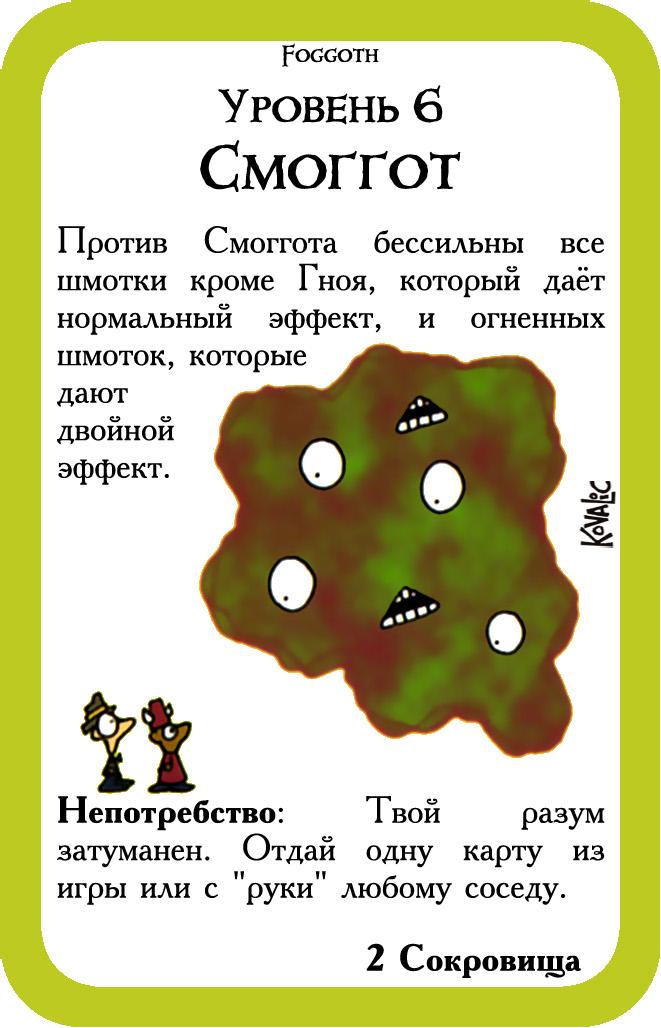 Foggoth
Уровень 6
Смоггот
Против Смоггота бессильны все
шмотки кроме Гноя, который даёт
нормальный эффект, и огненных
шмоток, которые
дают
двойной
эффект.
Kovalic
Непотребство: Твой разум
затуманен. Отдай одну карту из
игры или с "руки" любому соседу.
2 Сокровища